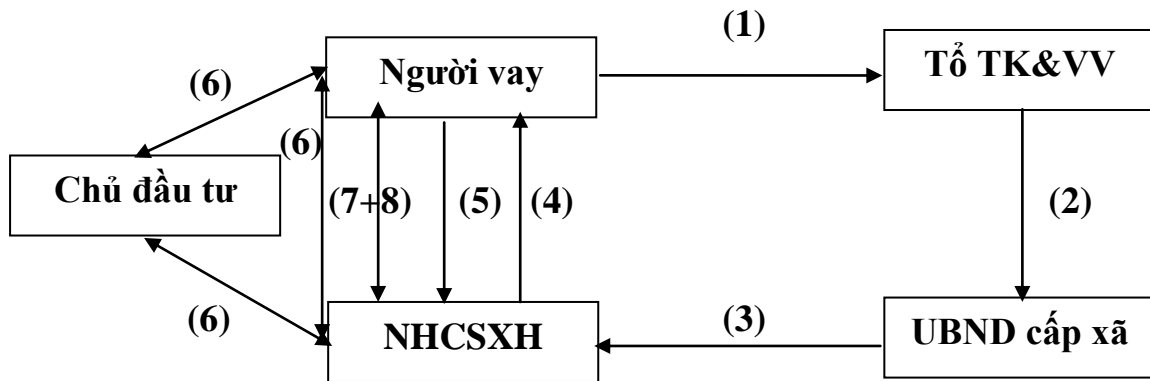 (1)
Người vay
Tổ TK&VV
(6)
(6)
Chủ đầu tư
(7+8)
(5)
(4)
(2)
(6)
(3)
NHCSXH
UBND cấp xã